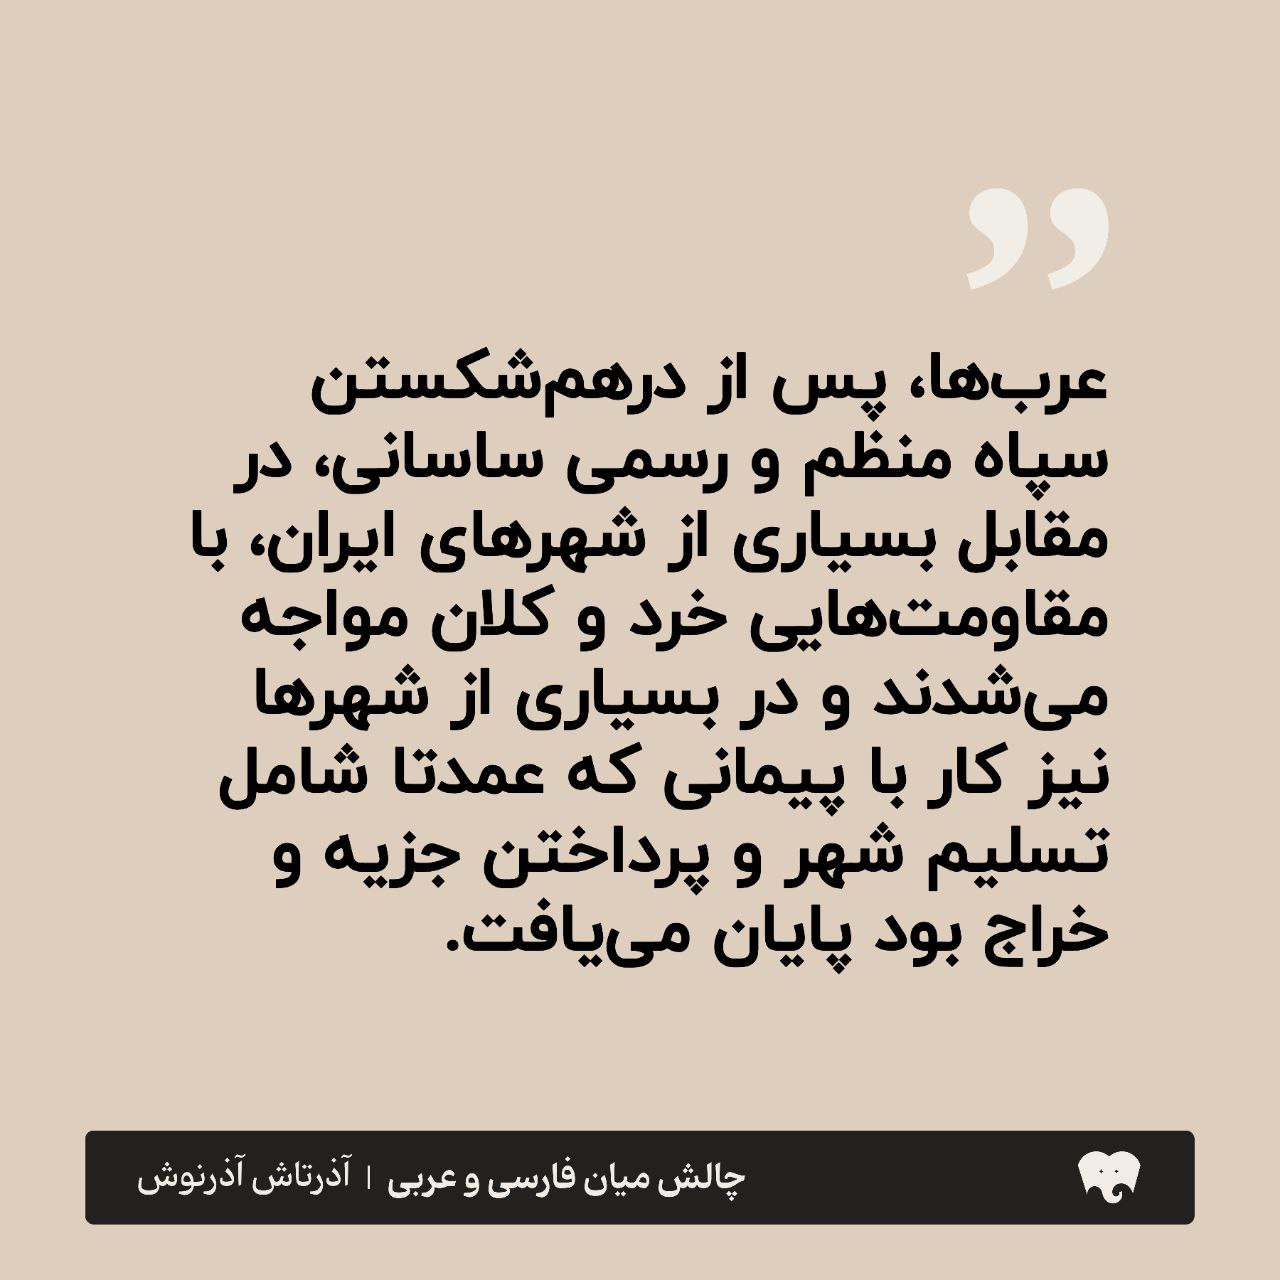 ”
عرب‌ها، پس از درهم‌شکستن
سپاه منظم و رسمی ساسانی، در
مقابل بسیاری از شهرهای ایران، با
مقاومت‌هایی خرد و کلان مواجه
می‌شدند و در بسیاری از شهرها
نیز کار با پیمانی که عمدتا شامل
تسلیم شهر و پرداختن جزیه و
خراج بود پایان می‌یافت.
چالش میان فارسی و عربی | آذرتاش آذرنوش